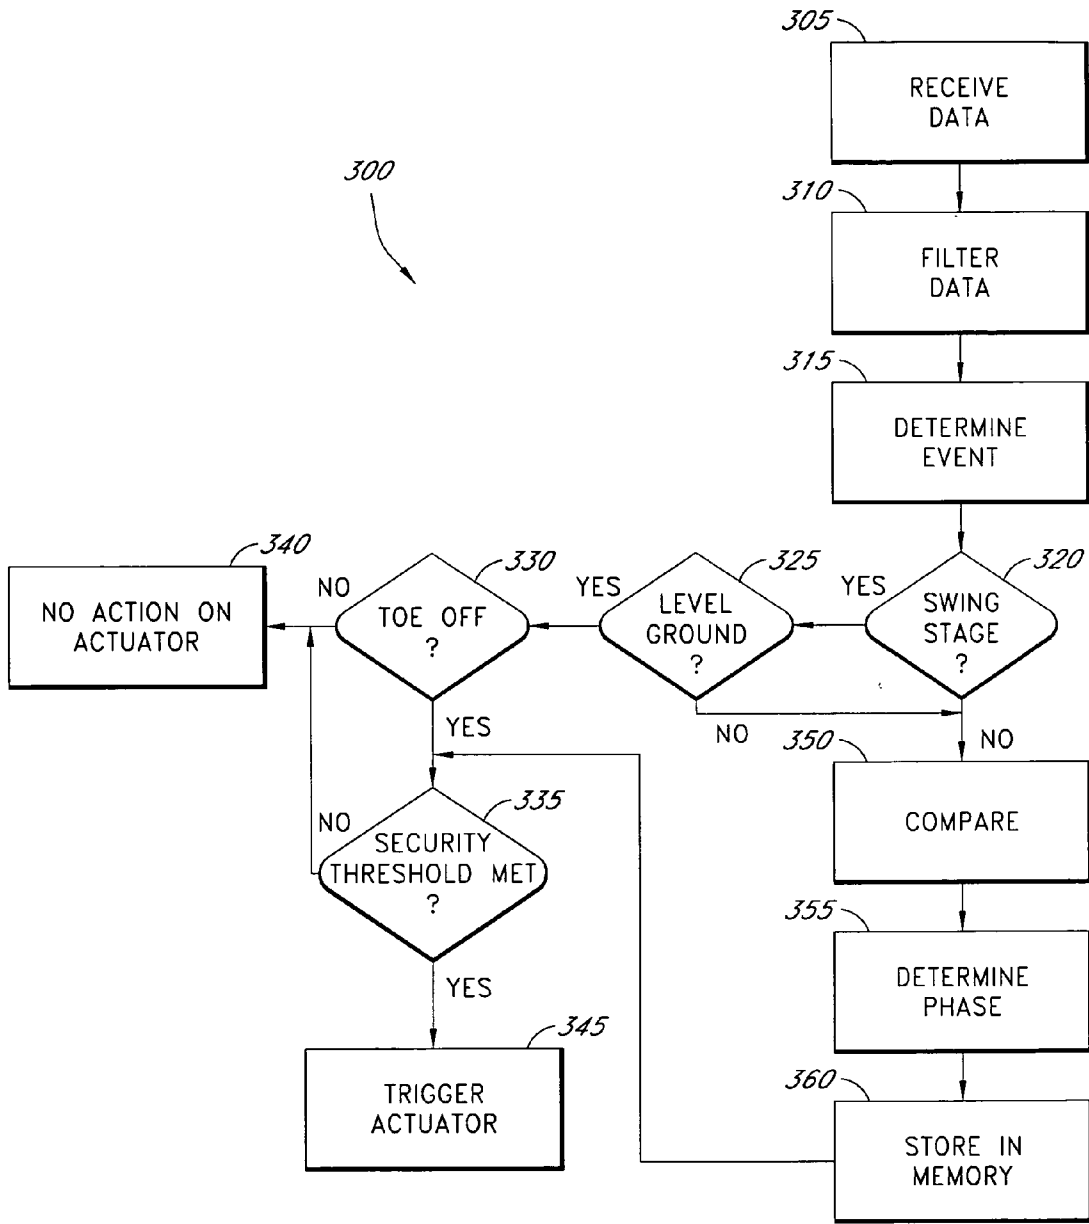 305
RECEIVE
DATA
300
310
FILTER
DATA
315
DETERMINE
EVENT
340
NO ACTION ON
ACTUATOR
NO
330
TOE OFF
?
YES
325
LEVEL
GROUND
?
YES
320
SWING
STAGE
?
YES
NO
NO
350
COMPARE
NO
335
SECURITY
THRESHOLD MET
?
355
DETERMINE
PHASE
YES
345
TRIGGER
ACTUATOR
360
STORE IN
MEMORY